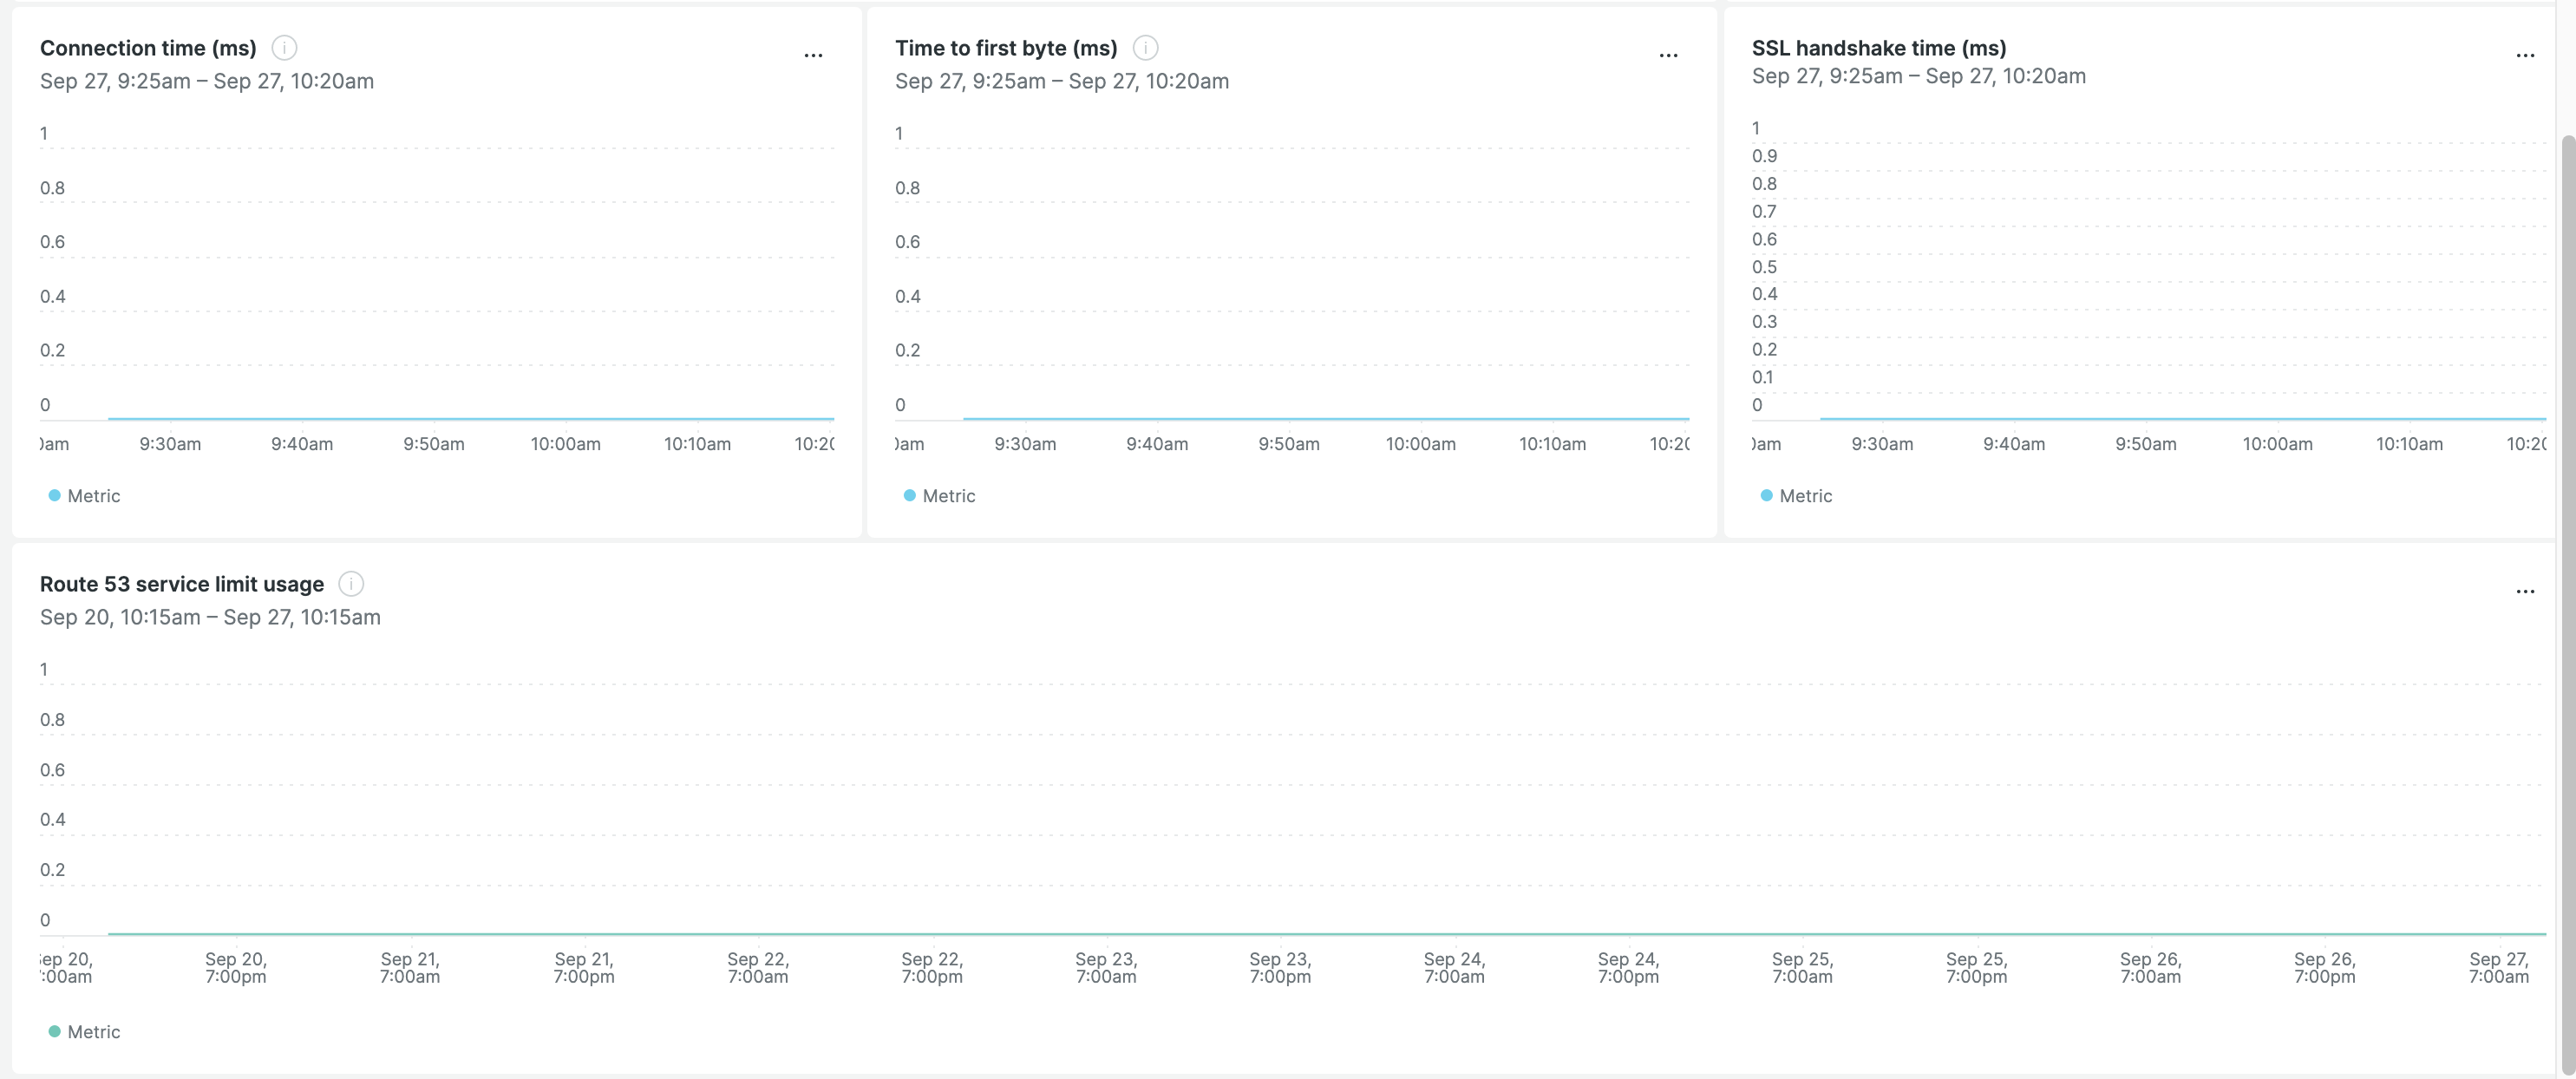 Connection time (ms)
Sep 27, 9:25am – Sep 27, 10:20am
1
0.8
0.6
0.4
0.2
0
9:30am 9:40am 9:50am 10:00am 10:10am
Metric
Time to first byte (ms)
Sep 27, 9:25am – Sep 27, 10:20am
1
0.8
0.6
0.4
0.2
0
9:30am 9:40am 9:50am 10:00am 10:10am
Metric
SSL handshake time (ms)
Sep 27, 9:25am – Sep 27, 10:20am
1
0.9
0.8
0.7
0.6
0.5
0.4
0.3
0.2
0.1
0
9:30am 9:40am 9:50am 10:00am 10:10am
Metric
Route 53 service limit usage
Sep 20, 10:15am – Sep 27, 10:15am
1
0.8
0.6
0.4
0.2
0
20, Sep 20, Sep 21, Sep 21, Sep 22, Sep 22, Sep 23, Sep 23, Sep 24, Sep 24, Sep 25, Sep 25, Sep 26, Sep 26, Sep 27,
:00am 7:00pm 7:00am 7:00pm 7:00am 7:00pm 7:00am 7:00pm 7:00am 7:00pm 7:00am 7:00pm 7:00am 7:00pm 7:00am
Metric